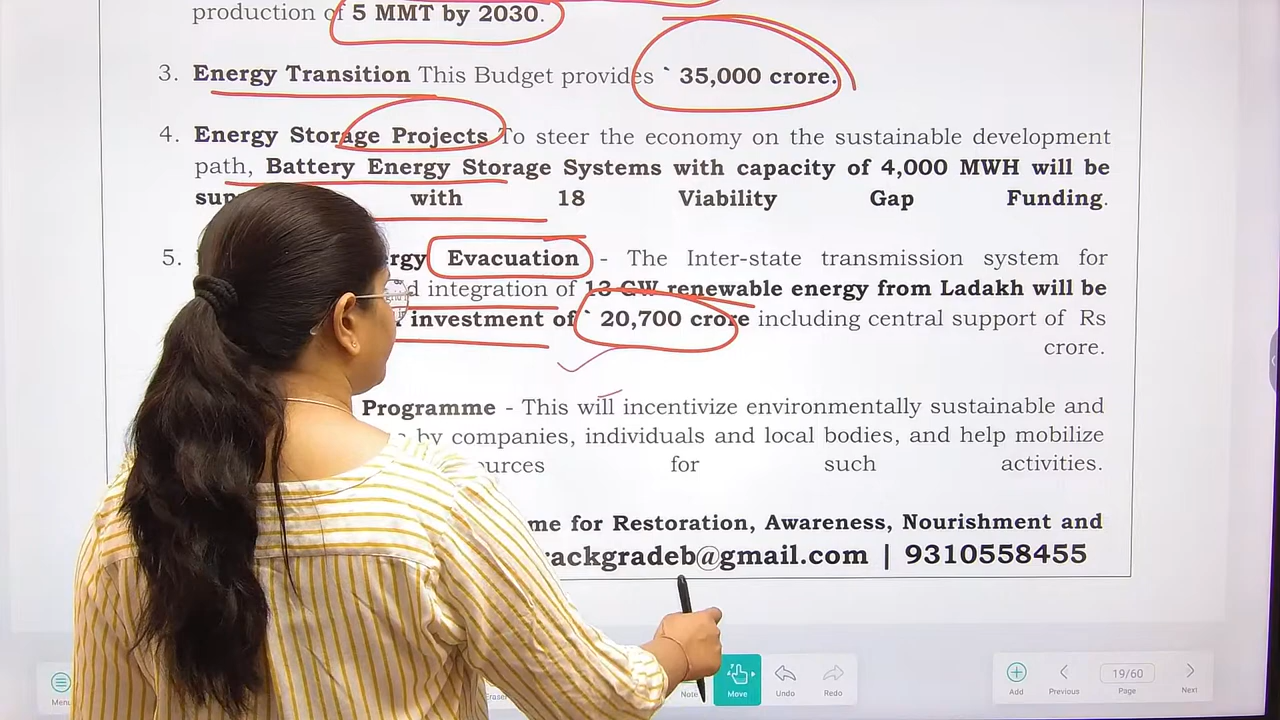 production of 5 MMT by 2030.
3. Energy Transition This Budget provides ` 35,000 crore.
4. Energy Storage Projects To steer the economy on the sustainable development
path, Battery Energy Storage Systems with capacity of 4,000 MWH will be
with 18 Viability Gap Funding.
5. Evacuation - The Inter-state transmission system for
integration of 13 GW renewable energy from Ladakh will be
investment of ` 20,700 crore including central support of Rs
crore.
Programme - This will incentivize environmentally sustainable and
by companies, individuals and local bodies, and help mobilize
for such activities.
for Restoration, Awareness, Nourishment and
rackgradeb@gmail.com | 9310558455
Menu
Note
Move
Undo
Redo
Add
Previous
19/60
Page
Next